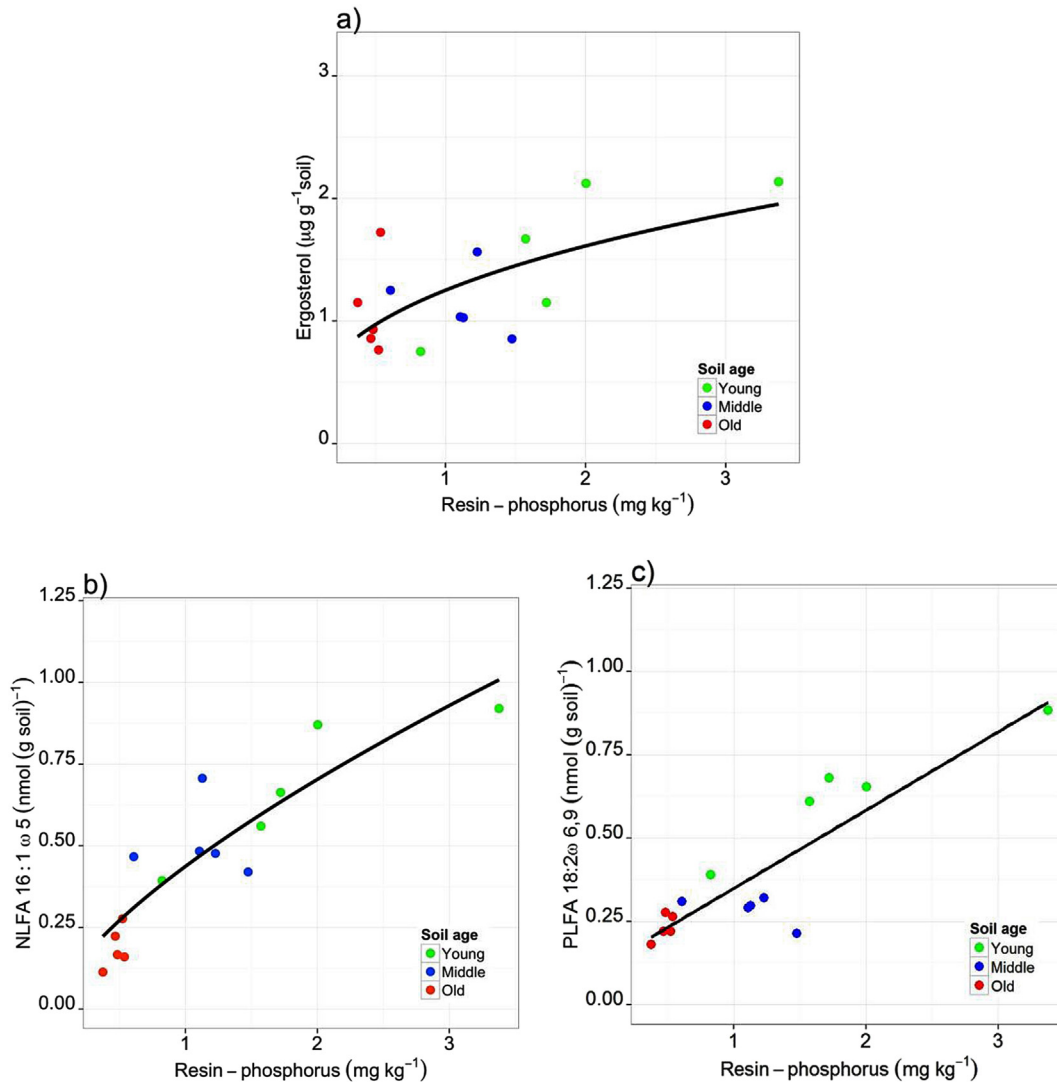 a)
Ergosterol (μg g⁻¹soil)
3
2
1
0
Soil age
Young
Middle
Old
1 2 3
Resin – phosphorus (mg kg⁻¹)
b)
NLFA 16 : 1 ω 5 (nmol (g soil)⁻¹)
1.25
1.00
0.75
0.50
0.25
0.00
Soil age
Young
Middle
Old
1 2 3
Resin – phosphorus (mg kg⁻¹)
c)
PLFA 18:2ω 6,9 (nmol (g soil)⁻¹)
1.25
1.00
0.75
0.50
0.25
0.00
Soil age
Young
Middle
Old
1 2 3
Resin – phosphorus (mg kg⁻¹)